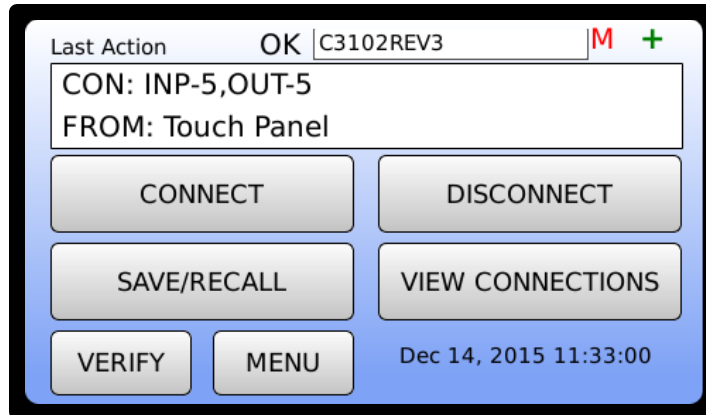 Last Action OK C3102REV3 M +
CON: INP-5,OUT-5
FROM: Touch Panel
CONNECT DISCONNECT
SAVE/RECALL VIEW CONNECTIONS
VERIFY MENU Dec 14, 2015 11:33:00